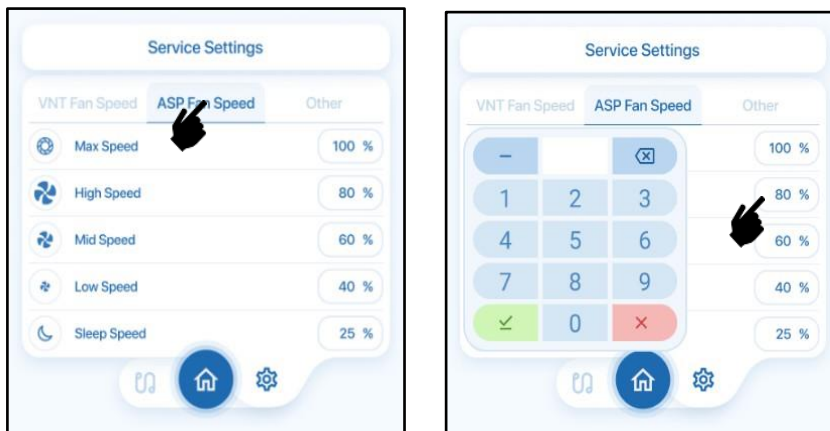 Service Settings
VNT Fan Speed ASP Fan Speed Other
Max Speed 100 %
High Speed 80 %
Mid Speed 60 %
Low Speed 40 %
Sleep Speed 25 %
Service Settings
VNT Fan Speed ASP Fan Speed Other
− 100 %
1 2 3 80 %
4 5 6 60 %
7 8 9 40 %
0 25 %